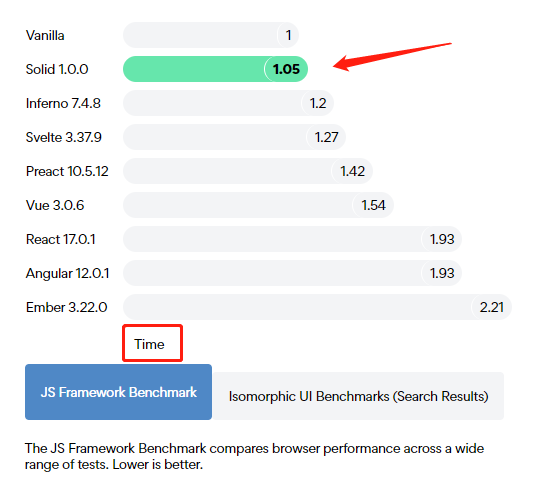 Vanilla 1
Solid 1.0.0 1.05
Inferno 7.4.8 1.2
Svelte 3.37.9 1.27
Preact 10.5.12 1.42
Vue 3.0.6 1.54
React 17.0.1 1.93
Angular 12.0.1 1.93
Ember 3.22.0 2.21
Time
JS Framework Benchmark Isomorphic UI Benchmarks (Search Results)
The JS Framework Benchmark compares browser performance across a wide
range of tests. Lower is better.